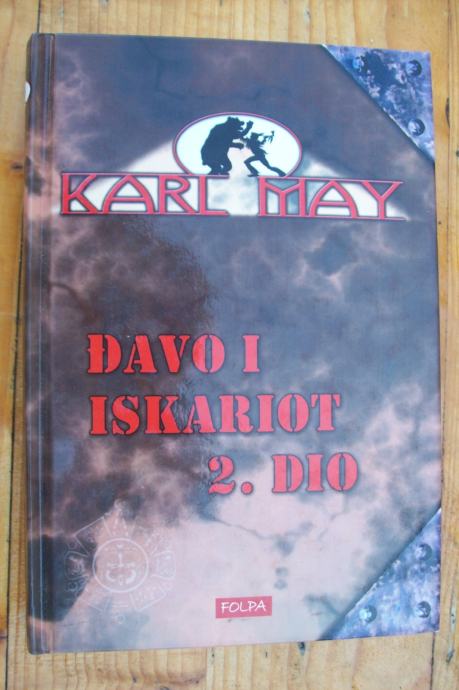 KARL MAY
ĐAVO I
ISKARIOT
2. DIO
FOLPA